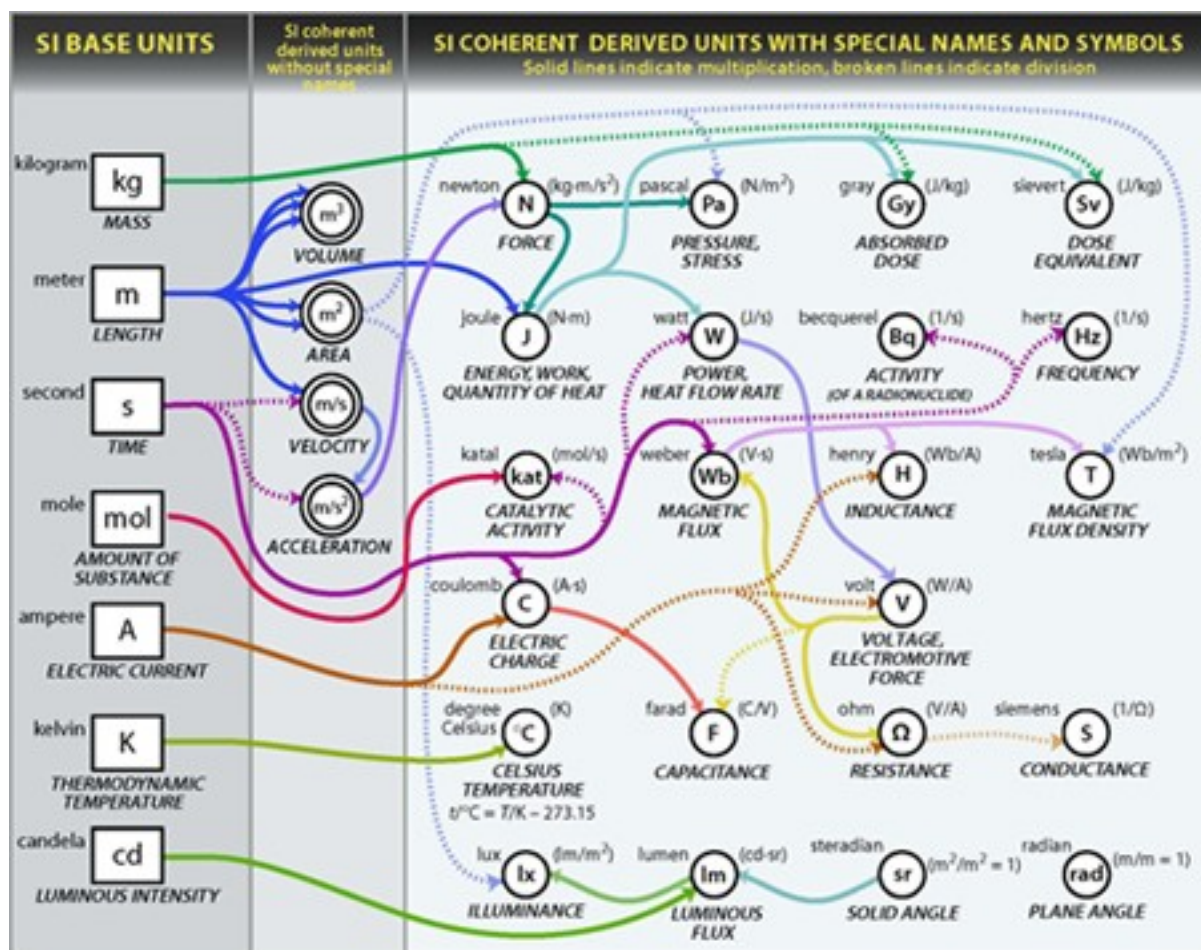 SI BASE UNITS
SI coherent
derived units
without special
names
SI COHERENT DERIVED UNITS WITH SPECIAL NAMES AND SYMBOLS
Solid lines indicate multiplication, broken lines indicate division
kilogram
kg
MASS
meter
m
LENGTH
second
s
TIME
mole
mol
AMOUNT OF
SUBSTANCE
ampere
A
ELECTRIC CURRENT
kelvin
K
THERMODYNAMIC
TEMPERATURE
candela
cd
LUMINOUS INTENSITY
m³
VOLUME
m²
AREA
m/s
VELOCITY
m/s²
ACCELERATION
newton
N
(kg·m/s²)
FORCE
pascal
Pa
(N/m²)
PRESSURE,
STRESS
gray
Gy
(J/kg)
ABSORBED
DOSE
sievert
Sv
(J/kg)
DOSE
EQUIVALENT
joule
J
(N·m)
ENERGY, WORK,
QUANTITY OF HEAT
watt
W
(J/s)
POWER,
HEAT FLOW RATE
becquerel
Bq
(1/s)
ACTIVITY
(OF A RADIONUCLIDE)
hertz
Hz
(1/s)
FREQUENCY
katal
kat
(mol/s)
CATALYTIC
ACTIVITY
weber
Wb
(V·s)
MAGNETIC
FLUX
henry
H
(Wb/A)
INDUCTANCE
tesla
T
(Wb/m²)
MAGNETIC
FLUX DENSITY
coulomb
C
(A·s)
ELECTRIC
CHARGE
volt
V
(W/A)
VOLTAGE,
ELECTROMOTIVE
FORCE
degree
Celsius
°C
(K)
CELSIUS
TEMPERATURE
t/°C = T/K – 273.15
farad
F
(C/V)
CAPACITANCE
ohm
Ω
(V/A)
RESISTANCE
siemens
S
(1/Ω)
CONDUCTANCE
lux
lx
(lm/m²)
ILLUMINANCE
lumen
lm
(cd·sr)
LUMINOUS
FLUX
steradian
sr
(m²/m² = 1)
SOLID ANGLE
radian
rad
(m/m = 1)
PLANE ANGLE